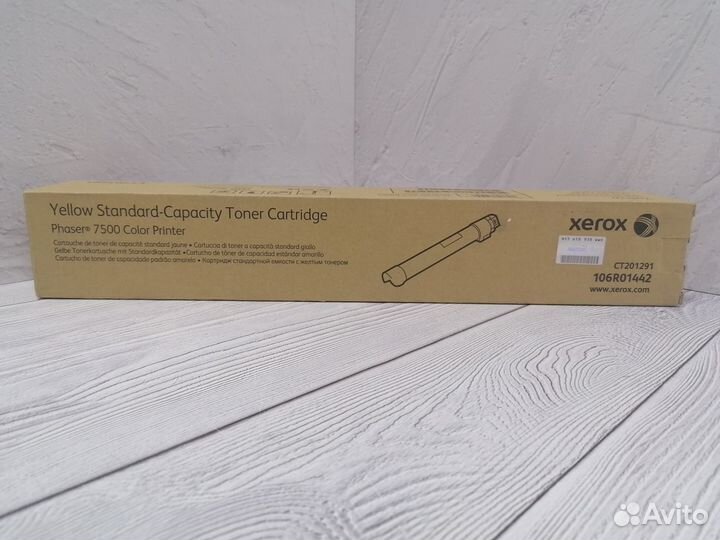 Yellow Standard-Capacity Toner Cartridge
Phaser® 7500 Color Printer
Cartouche de toner de capacité standard jaune • Cartuccia di toner a capacità standard giallo
Gelbe Tonerkartusche mit Standardkapazität • Cartucho de tóner de capacidad estándar amarillo
Cartucho de toner de capacidade padrão amarelo • Картридж стандартной емкости с желтым тонером
xerox
CT201291
106R01442
www.xerox.com
Avito